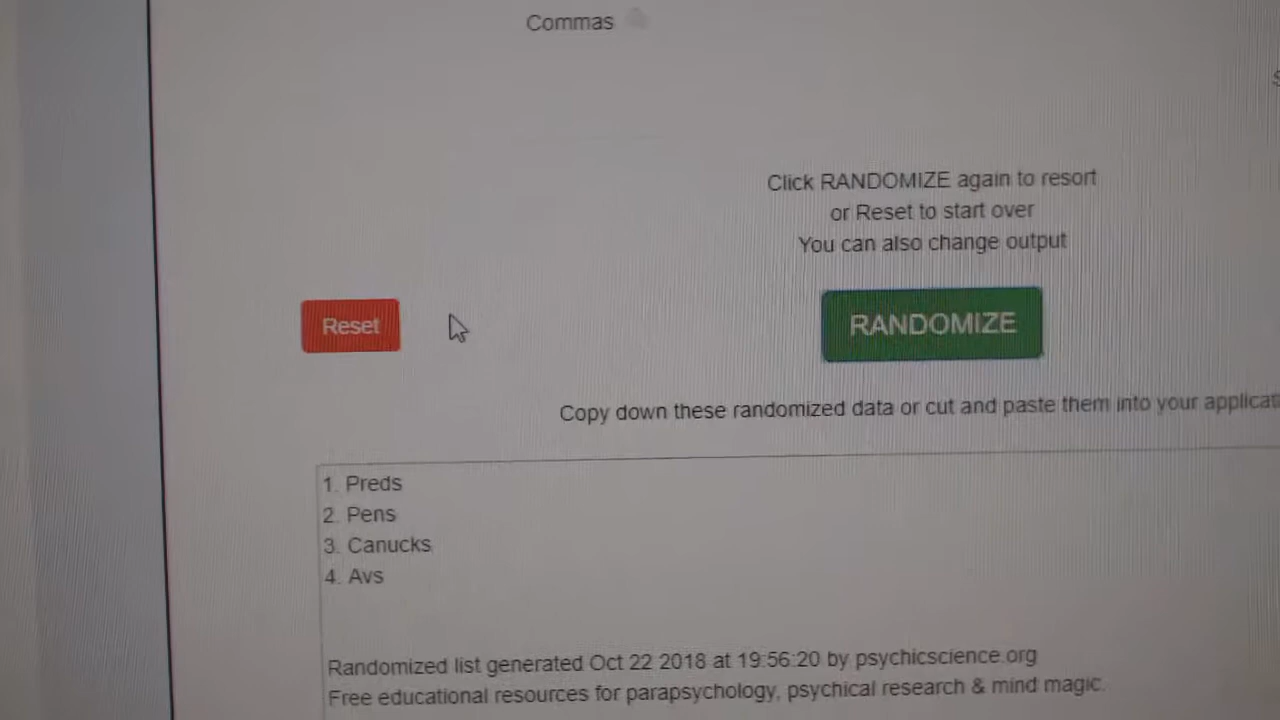 Commas
Click RANDOMIZE again to resort
or Reset to start over
You can also change output
Reset
RANDOMIZE
Copy down these randomized data or cut and paste them into your
1. Preds
2. Pens
3. Canucks
4. Avs
Randomized list generated Oct 22 2018 at 19:56:20 by psychicscience.org
Free educational resources for parapsychology, psychical research & mind magic.